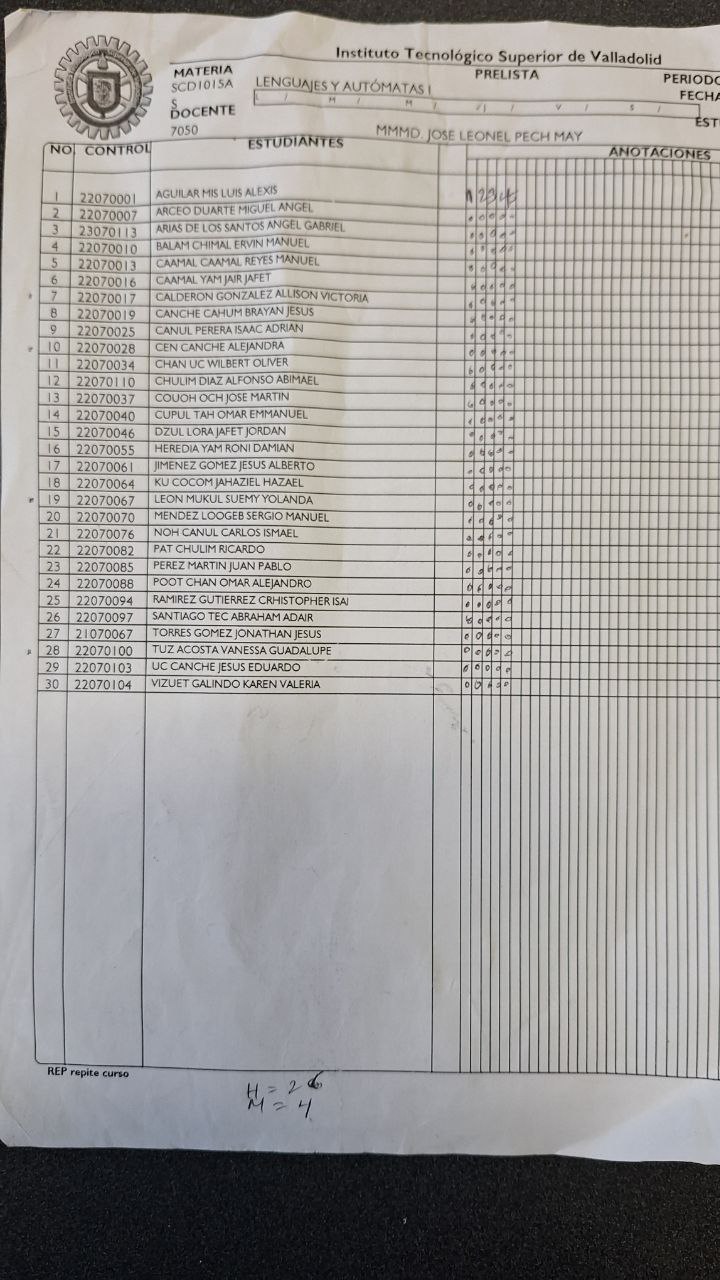 Instituto Tecnológico Superior de Valladolid
MATERIA PRELISTA PERIODO
SCD1015A LENGUAJES Y AUTÓMATAS I FECHA
S L / M / M / J / V / S /
DOCENTE EST
7050 MMMD. JOSE LEONEL PECH MAY
NO CONTROL ESTUDIANTES ANOTACIONES
1 2 3 4
1 22070001 AGUILAR MIS LUIS ALEXIS
2 22070007 ARCEO DUARTE MIGUEL ANGEL
3 23070113 ARIAS DE LOS SANTOS ANGEL GABRIEL
4 22070010 BALAM CHIMAL ERVIN MANUEL
5 22070013 CAAMAL CAAMAL REYES MANUEL
6 22070016 CAAMAL YAM JAIR JAFET
7 22070017 CALDERON GONZALEZ ALLISON VICTORIA
8 22070019 CANCHE CAHUM BRAYAN JESUS
9 22070025 CANUL PERERA ISAAC ADRIAN
10 22070028 CEN CANCHE ALEJANDRA
11 22070034 CHAN UC WILBERT OLIVER
12 22070110 CHULIM DIAZ ALFONSO ABIMAEL
13 22070037 COUOH OCH JOSE MARTIN
14 22070040 CUPUL TAH OMAR EMMANUEL
15 22070046 DZUL LORA JAFET JORDAN
16 22070055 HEREDIA YAM RONI DAMIAN
17 22070061 JIMENEZ GOMEZ JESUS ALBERTO
18 22070064 KU COCOM JAHAZIEL HAZAEL
19 22070067 LEON MUKUL SUEMY YOLANDA
20 22070070 MENDEZ LOOGEB SERGIO MANUEL
21 22070076 NOH CANUL CARLOS ISMAEL
22 22070082 PAT CHULIM RICARDO
23 22070085 PEREZ MARTIN JUAN PABLO
24 22070088 POOT CHAN OMAR ALEJANDRO
25 22070094 RAMIREZ GUTIERREZ CRHISTOPHER ISAI
26 22070097 SANTIAGO TEC ABRAHAM ADAIR
27 21070067 TORRES GOMEZ JONATHAN JESUS
28 22070100 TUZ ACOSTA VANESSA GUADALUPE
29 22070103 UC CANCHE JESUS EDUARDO
30 22070104 VIZUET GALINDO KAREN VALERIA
REP repite curso
H = 26
M = 4